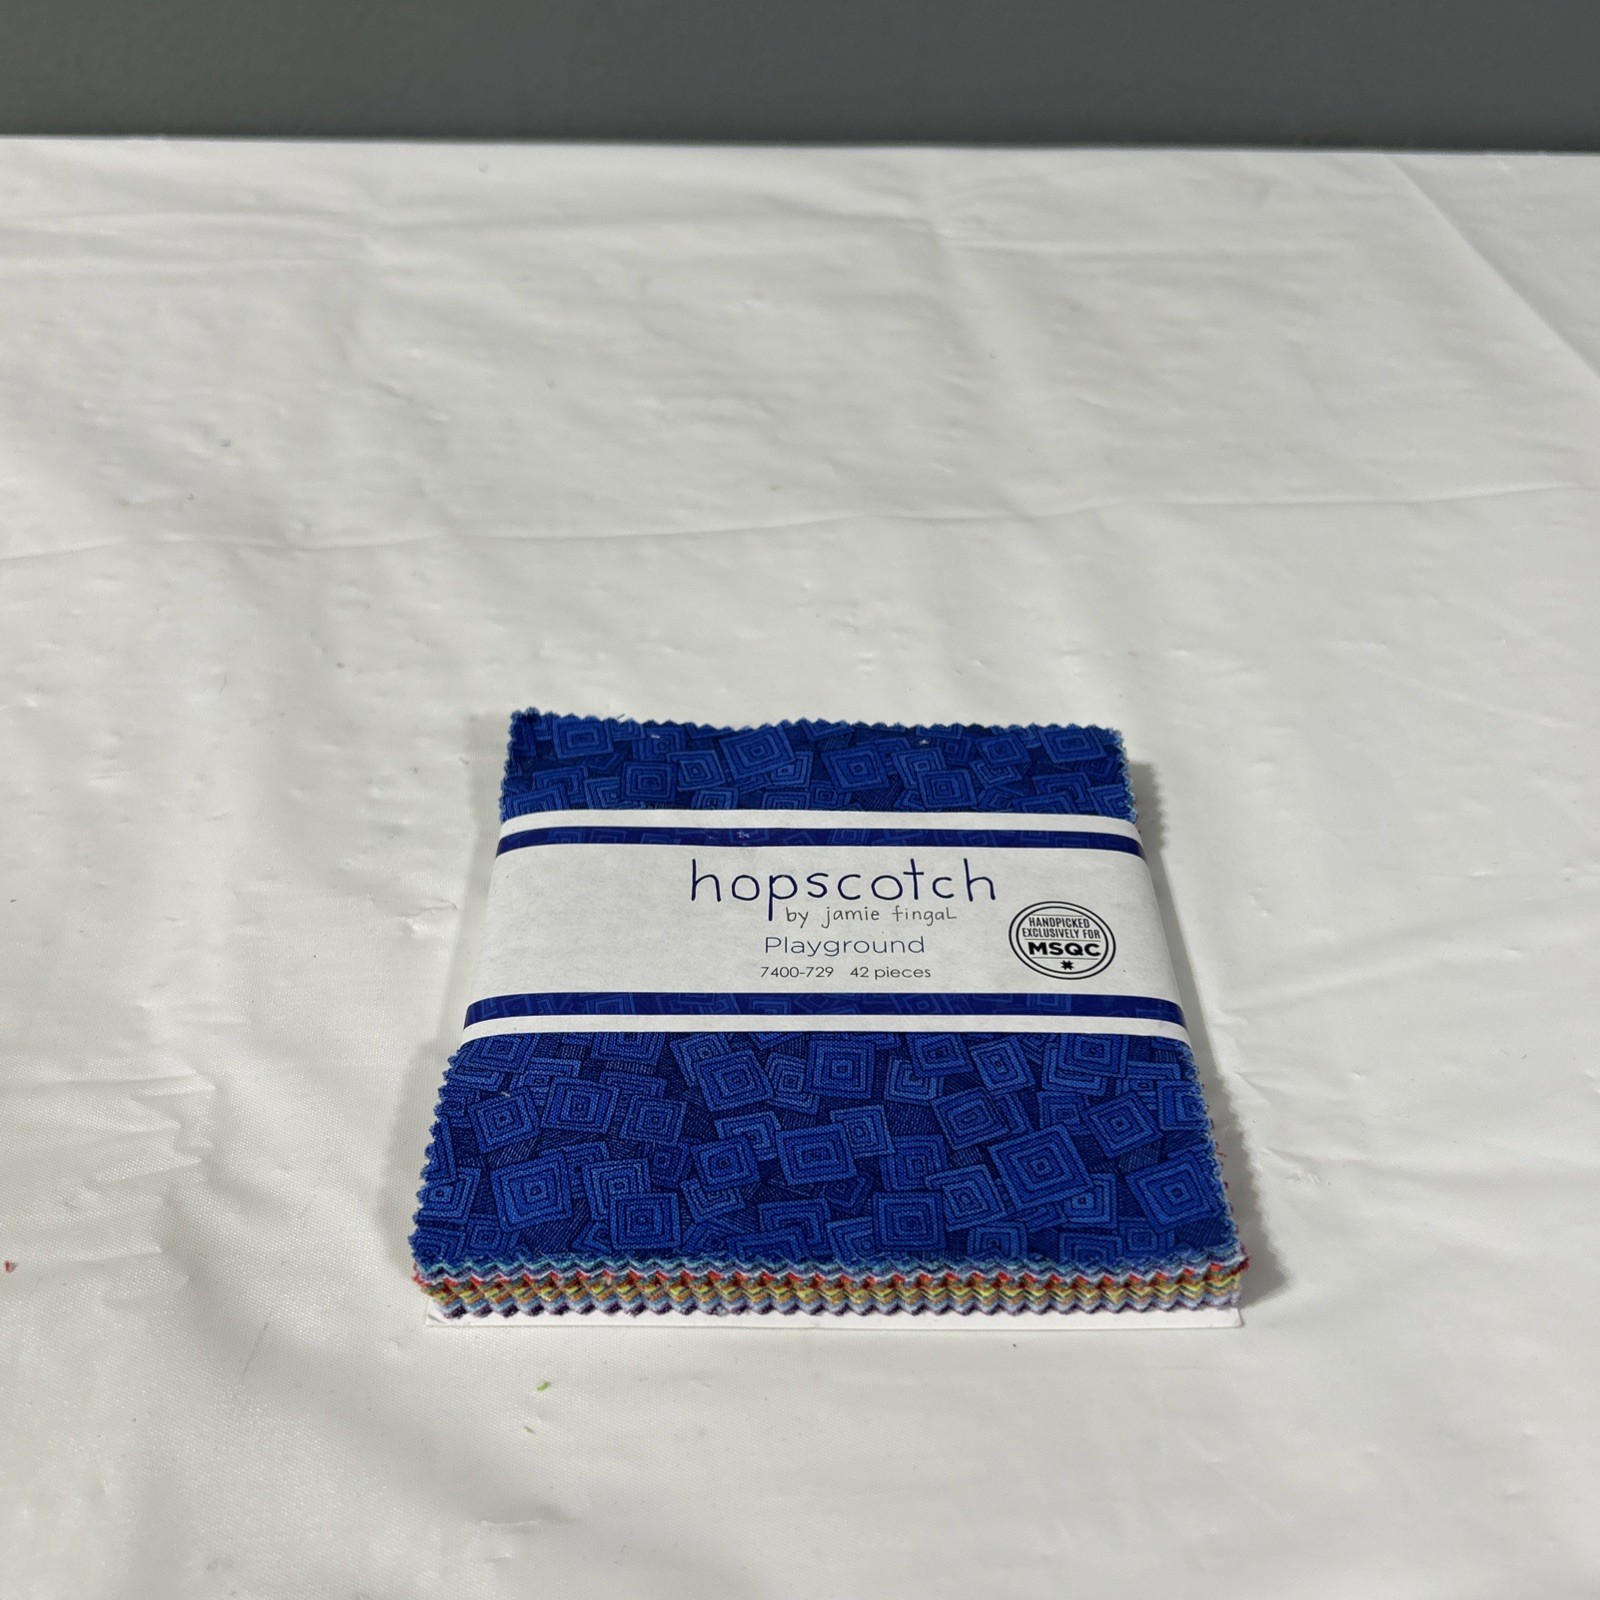 hopscotch
by jamie fingal
Playground
7400-729 42 pieces
HANDPICKED
EXCLUSIVELY FOR
MSQC